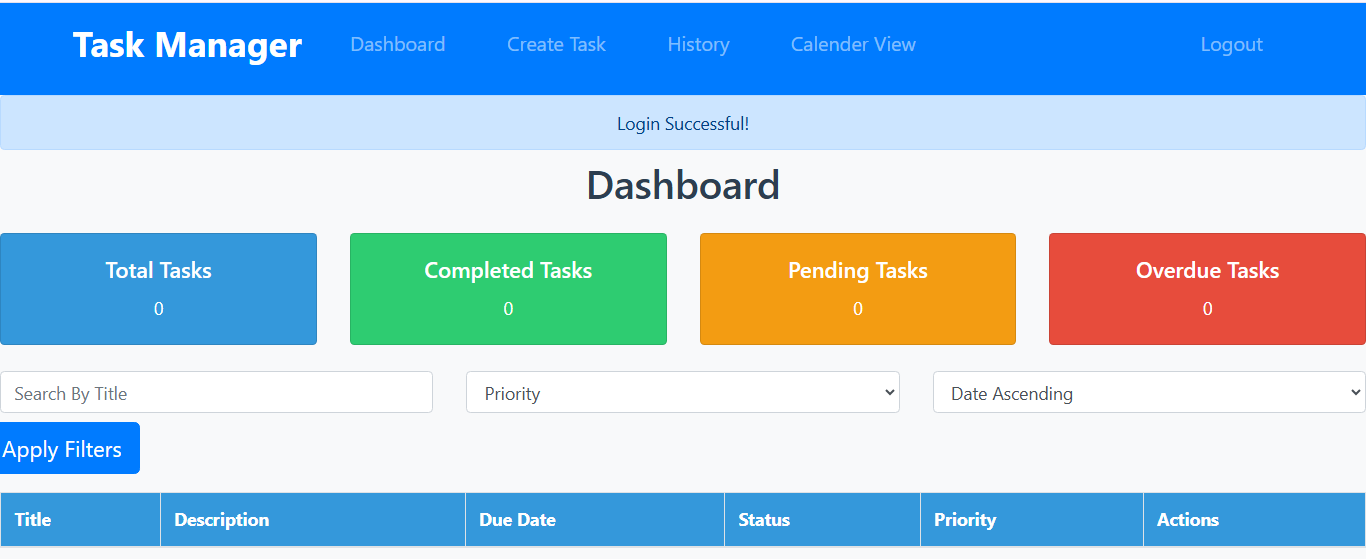 Task Manager Dashboard Create Task History Calender View Logout
Login Successful!
Dashboard
Total Tasks Completed Tasks Pending Tasks Overdue Tasks
0 0 0 0
Search By Title Priority Date Ascending
Apply Filters
Title Description Due Date Status Priority Actions